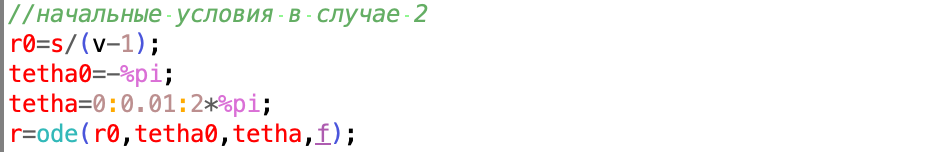 //начальные условия в случае 2
r0=s/(v-1);
tetha0=-%pi;
tetha=0:0.01:2*%pi;
r=ode(r0,tetha0,tetha,f);